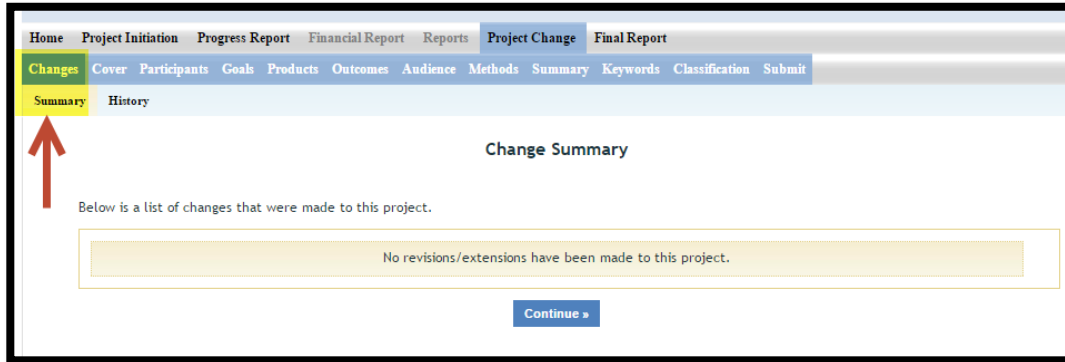 Home Project Initiation Progress Report Financial Report Reports Project Change Final Report
Changes Cover Participants Goals Products Outcomes Audience Methods Summary Keywords Classification Submit
Summary History
Change Summary
Below is a list of changes that were made to this project.
No revisions/extensions have been made to this project.
Continue »